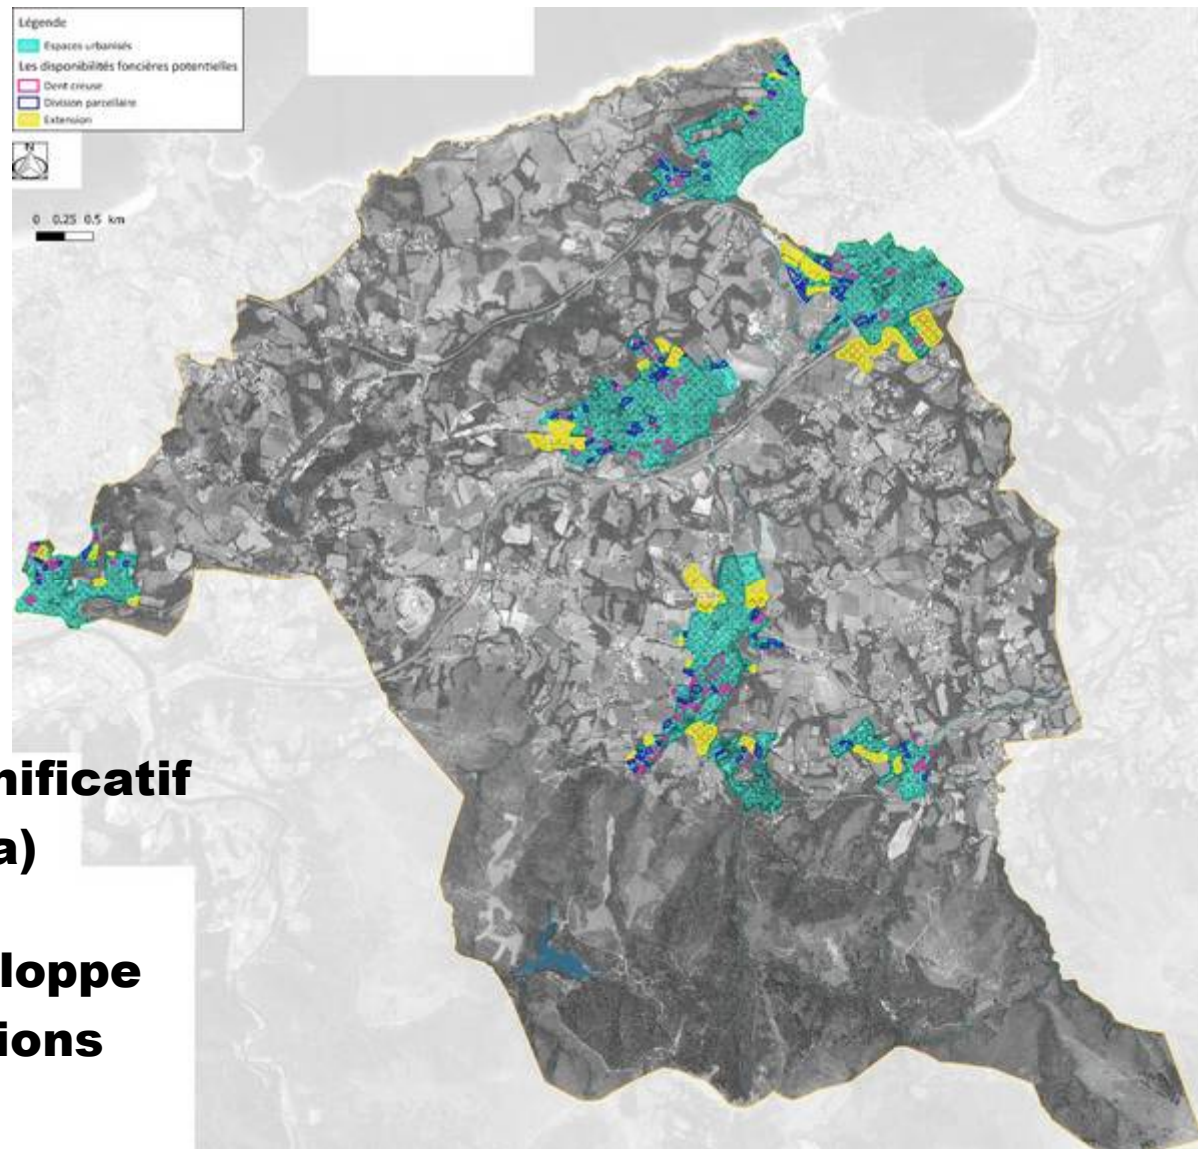 Légende
Espaces urbanisés
Les disponibilités foncières potentielles
Dent creuse
Division parcellaire
Extension
N
0 0.25 0.5 km
nificatif
a)
loppe
ions